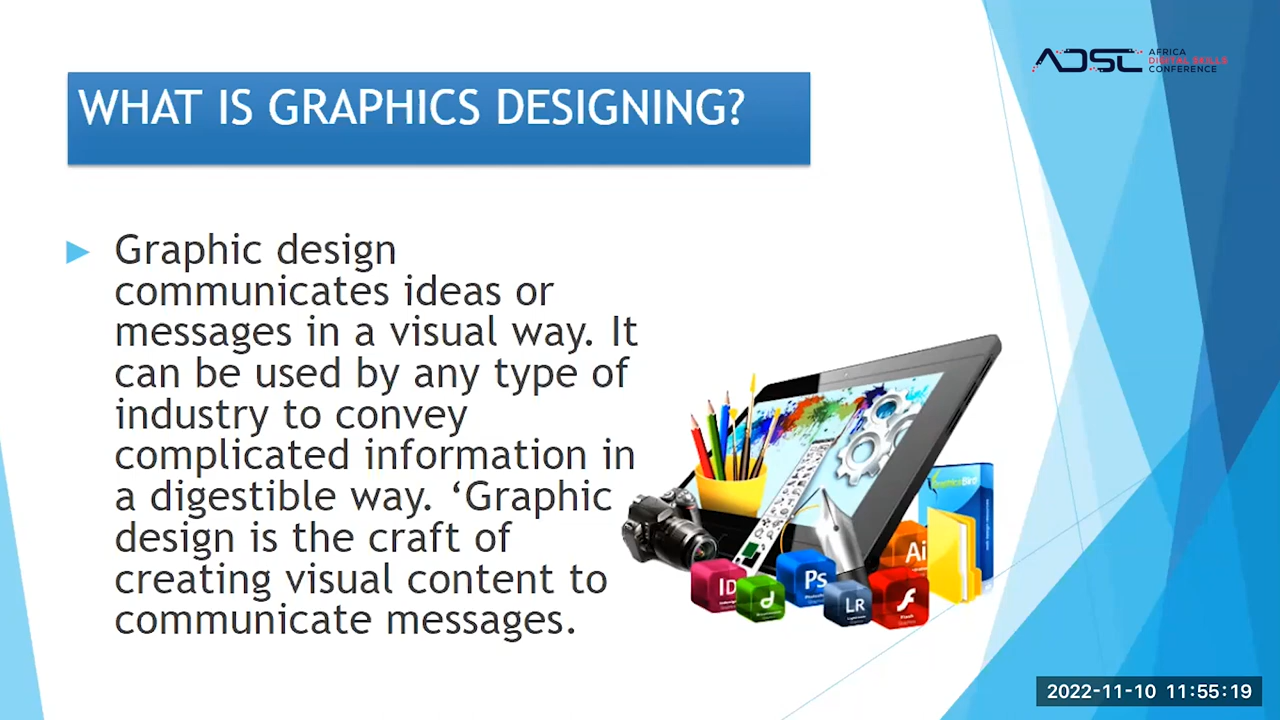 AFRICA
ADSC DIGITAL SKILLS
CONFERENCE
WHAT IS GRAPHICS DESIGNING?
Graphic design
communicates ideas or
messages in a visual way. It
can be used by any type of
industry to convey
complicated information in
a digestible way. ‘Graphic
design is the craft of
creating visual content to
communicate messages.
Ai
ID
Ps
LR
2022-11-10 11:55:19